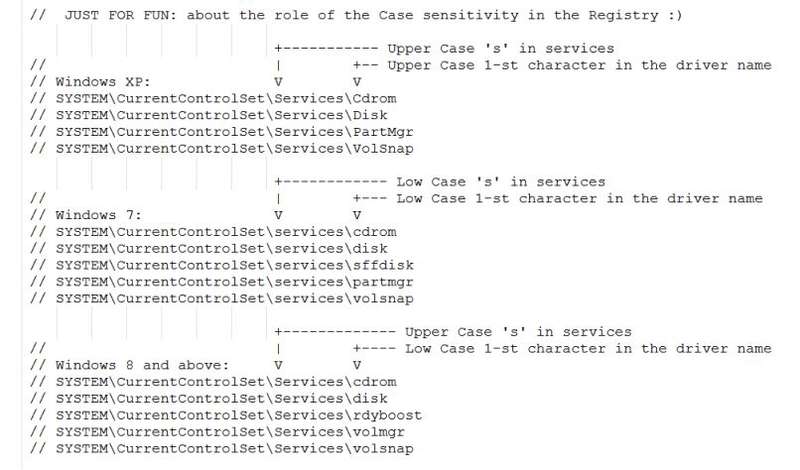 //  JUST FOR FUN: about the role of the Case sensitivity in the Registry :)
                            +----------- Upper Case 's' in services
//                          |        +-- Upper Case 1-st character in the driver name
// Windows XP:              V        V
// SYSTEM\CurrentControlSet\Services\Cdrom
// SYSTEM\CurrentControlSet\Services\Disk
// SYSTEM\CurrentControlSet\Services\PartMgr
// SYSTEM\CurrentControlSet\Services\VolSnap
                            +------------ Low Case 's' in services
//                          |        +--- Low Case 1-st character in the driver name
// Windows 7:               V        V
// SYSTEM\CurrentControlSet\services\cdrom
// SYSTEM\CurrentControlSet\services\disk
// SYSTEM\CurrentControlSet\services\sffdisk
// SYSTEM\CurrentControlSet\services\partmgr
// SYSTEM\CurrentControlSet\services\volsnap
                            +------------- Upper Case 's' in services
//                          |        +---- Low Case 1-st character in the driver name
// Windows 8 and above:     V        V
// SYSTEM\CurrentControlSet\Services\cdrom
// SYSTEM\CurrentControlSet\Services\disk
// SYSTEM\CurrentControlSet\Services\rdyboost
// SYSTEM\CurrentControlSet\Services\volmgr
// SYSTEM\CurrentControlSet\Services\volsnap